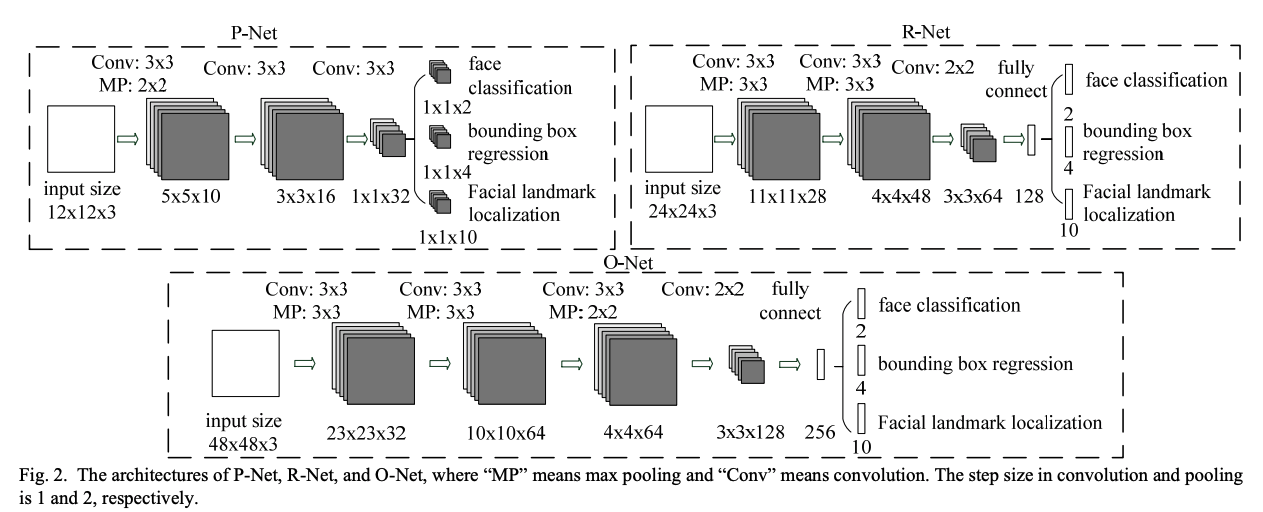 P-Net
Conv: 3x3
MP: 2x2
Conv: 3x3
Conv: 3x3
face
classification
1x1x2
bounding box
regression
1x1x4
Facial landmark
localization
1x1x10
input size
12x12x3
5x5x10
3x3x16
1x1x32
R-Net
Conv: 3x3
MP: 3x3
Conv: 3x3
MP: 3x3
Conv: 2x2
fully
connect
face classification
2
bounding box
regression
4
Facial landmark
localization
10
input size
24x24x3
11x11x28
4x4x48
3x3x64
128
O-Net
Conv: 3x3
MP: 3x3
Conv: 3x3
MP: 3x3
Conv: 3x3
MP: 2x2
Conv: 2x2
fully
connect
face classification
2
bounding box regression
4
Facial landmark localization
10
input size
48x48x3
23x23x32
10x10x64
4x4x64
3x3x128
256
Fig. 2. The architectures of P-Net, R-Net, and O-Net, where “MP” means max pooling and “Conv” means convolution. The step size in convolution and pooling
is 1 and 2, respectively.